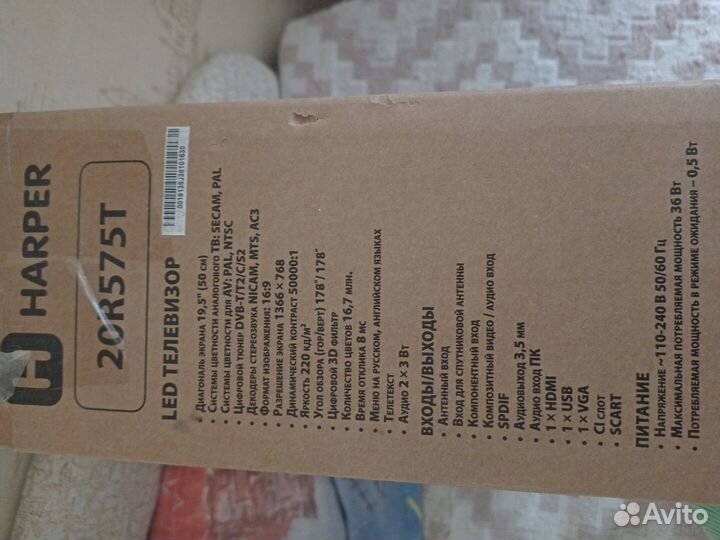 HARPER
20R575T
0016138J38101630
LED ТЕЛЕВИЗОР
• ДИАГОНАЛЬ ЭКРАНА 19,5" (50 см)
• СИСТЕМЫ ЦВЕТНОСТИ АНАЛОГОВОГО ТВ: SECAM, PAL
• СИСТЕМЫ ЦВЕТНОСТИ ДЛЯ AV: PAL, NTSC
• ЦИФРОВОЙ ТЮНЕР DVB-T/T2/C/S2
• ДЕКОДЕРЫ СТЕРЕОЗВУКА NICAM, MTS, AC3
• ФОРМАТ ИЗОБРАЖЕНИЯ: 16:9
• РАЗРЕШЕНИЕ ЭКРАНА 1366 × 768
• ДИНАМИЧЕСКИЙ КОНТРАСТ 50000:1
• ЯРКОСТЬ 220 кд/м²
• УГОЛ ОБЗОРА (ГОР/ВЕРТ) 178°/ 178°
• ЦИФРОВОЙ 3D ФИЛЬТР
• КОЛИЧЕСТВО ЦВЕТОВ 16,7 МЛН.
• ВРЕМЯ ОТКЛИКА 8 мс
• МЕНЮ НА РУССКОМ, АНГЛИЙСКОМ ЯЗЫКАХ
• ТЕЛЕТЕКСТ
• АУДИО 2 × 3 Вт
ВХОДЫ/ВЫХОДЫ
• АНТЕННЫЙ ВХОД
• ВХОД ДЛЯ СПУТНИКОВОЙ АНТЕННЫ
• КОМПОНЕНТНЫЙ ВХОД
• КОМПОЗИТНЫЙ ВИДЕО / АУДИО ВХОД
• SPDIF
• АУДИОВЫХОД 3,5 мм
• АУДИО ВХОД ПК
• 1 × HDMI
• 1 × USB
• 1 × VGA
• CI СЛОТ
• SCART
ПИТАНИЕ
• НАПРЯЖЕНИЕ ~110-240 В 50/60 Гц
• МАКСИМАЛЬНАЯ ПОТРЕБЛЯЕМАЯ МОЩНОСТЬ 36 Вт
• ПОТРЕБЛЯЕМАЯ МОЩНОСТЬ В РЕЖИМЕ ОЖИДАНИЯ – 0,5 Вт
Avito